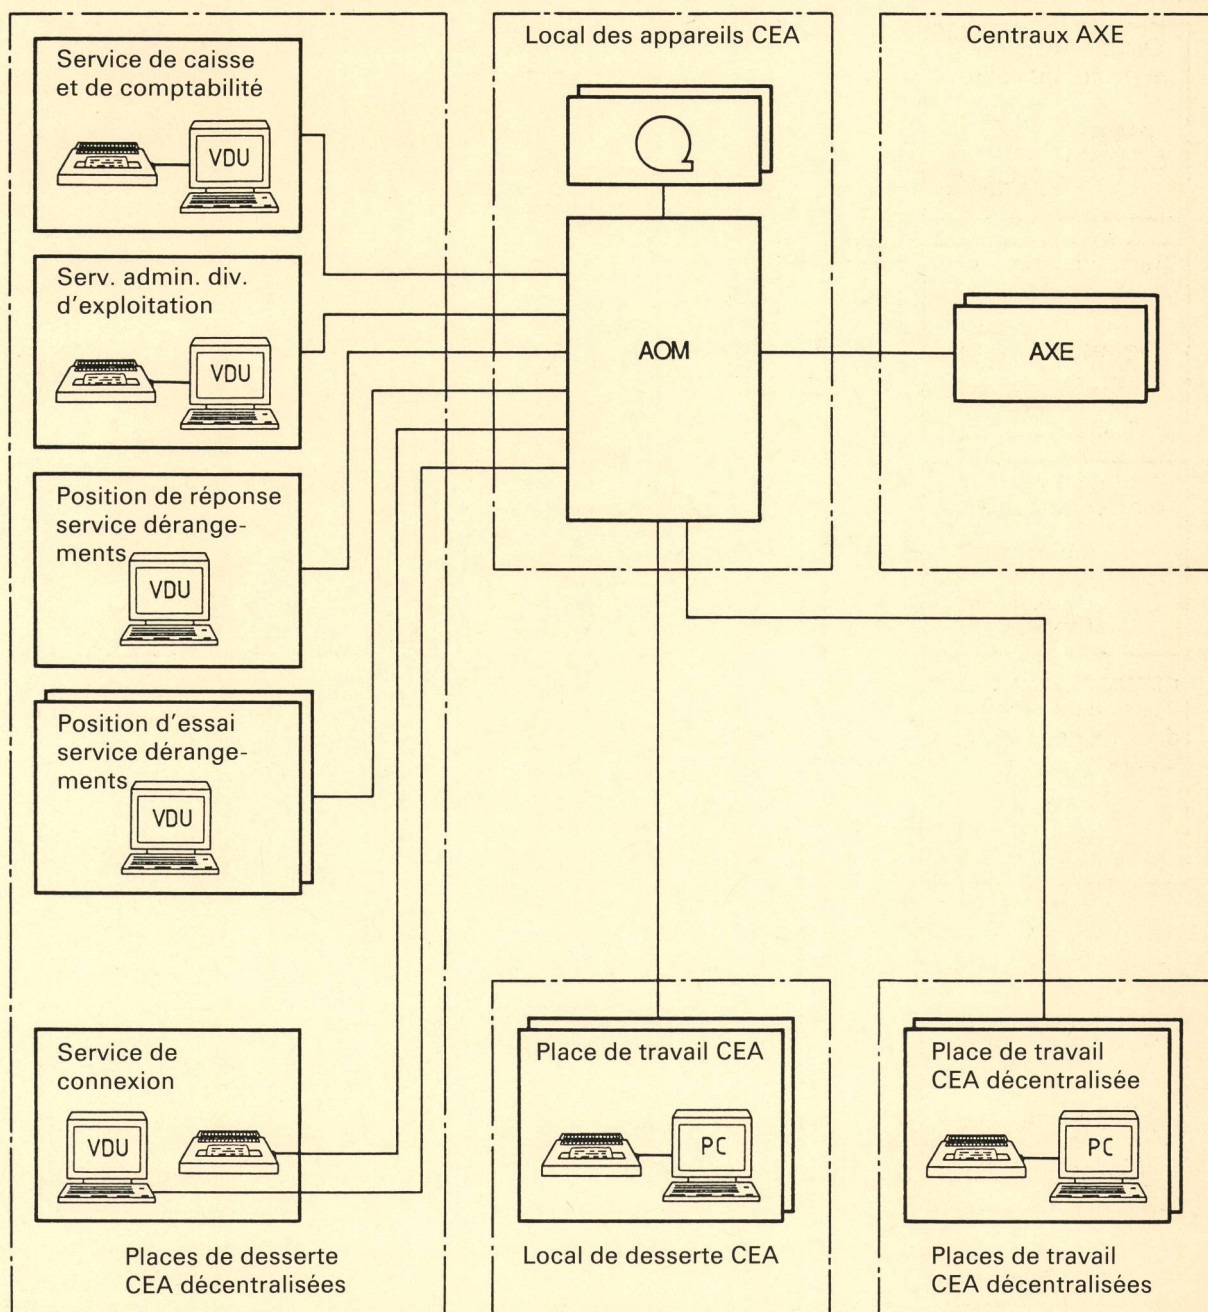 Service de caisse
et de comptabilité
VDU
Serv. admin. div.
d'exploitation
VDU
Position de réponse
service dérange-
ments
VDU
Position d'essai
service dérange-
ments
VDU
Service de
connexion
VDU
Places de desserte
CEA décentralisées
Local des appareils CEA
AOM
Centraux AXE
AXE
Place de travail CEA
PC
Local de desserte CEA
Place de travail
CEA décentralisée
PC
Places de travail
CEA décentralisées